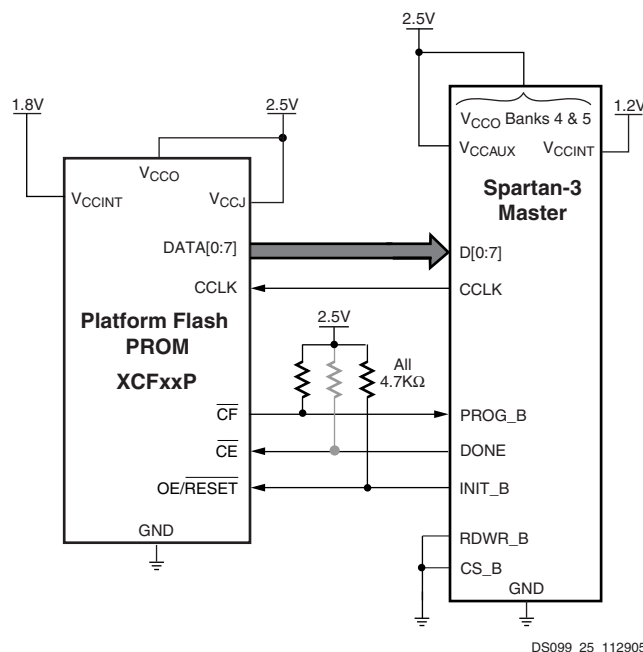 2.5V
1.8V
2.5V
1.2V
VCCO Banks 4 & 5
VCCAUX
VCCINT
VCCO
VCCINT
VCCJ
Spartan-3
Master
DATA[0:7]
D[0:7]
CCLK
CCLK
Platform Flash
PROM
XCFxxP
2.5V
All
4.7KΩ
CF
PROG_B
CE
DONE
OE/RESET
INIT_B
GND
RDWR_B
CS_B
GND
DS099_25_112905